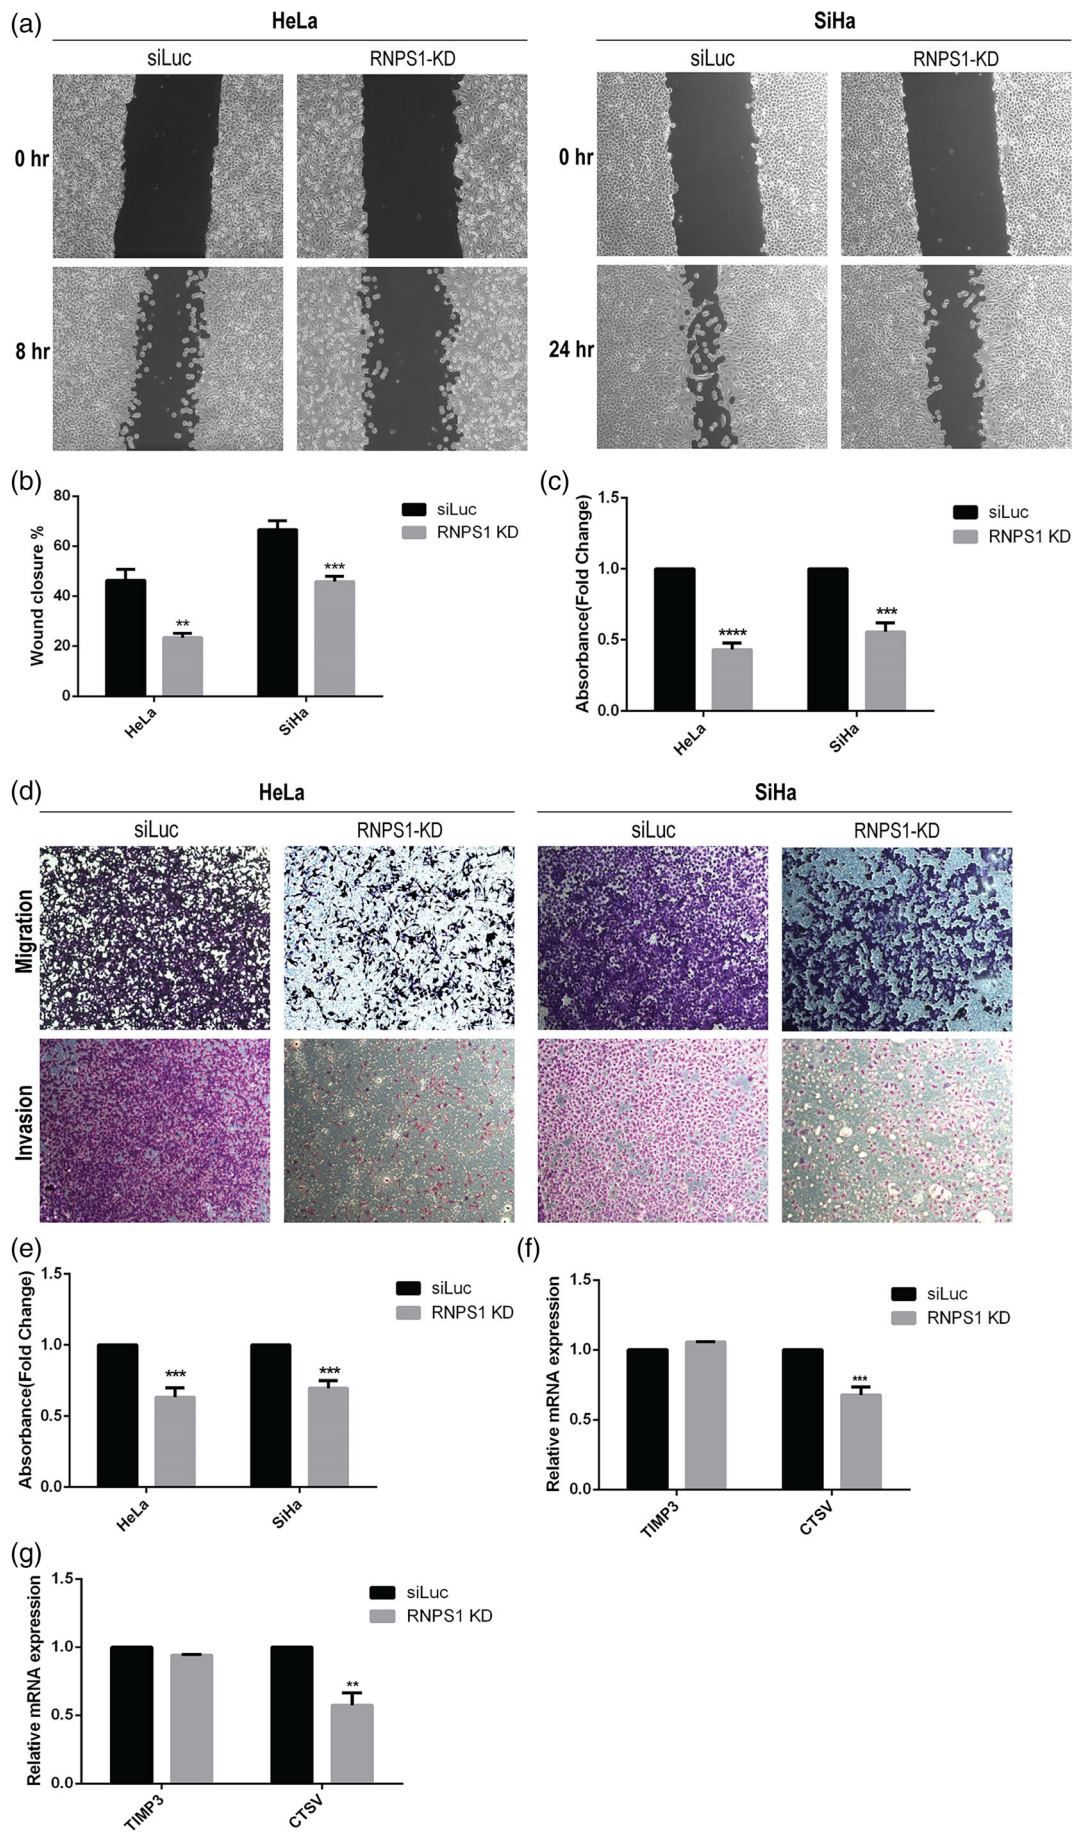 (a)
HeLa
SiHa
siLuc
RNPS1-KD
siLuc
RNPS1-KD
0 hr
0 hr
8 hr
24 hr
(b)
80
60
40
20
0
Wound closure %
**
***
HeLa
SiHa
siLuc
RNPS1 KD
(c)
1.5
1.0
0.5
0.0
Absorbance(Fold Change)
****
***
HeLa
SiHa
siLuc
RNPS1 KD
(d)
HeLa
SiHa
siLuc
RNPS1-KD
siLuc
RNPS1-KD
Migration
Invasion
(e)
1.5
1.0
0.5
0.0
Absorbance(Fold Change)
***
***
HeLa
SiHa
siLuc
RNPS1 KD
(f)
1.5
1.0
0.5
0.0
Relative mRNA expression
***
TIMP3
CTSV
siLuc
RNPS1 KD
(g)
1.5
1.0
0.5
0.0
Relative mRNA expression
**
TIMP3
CTSV
siLuc
RNPS1 KD